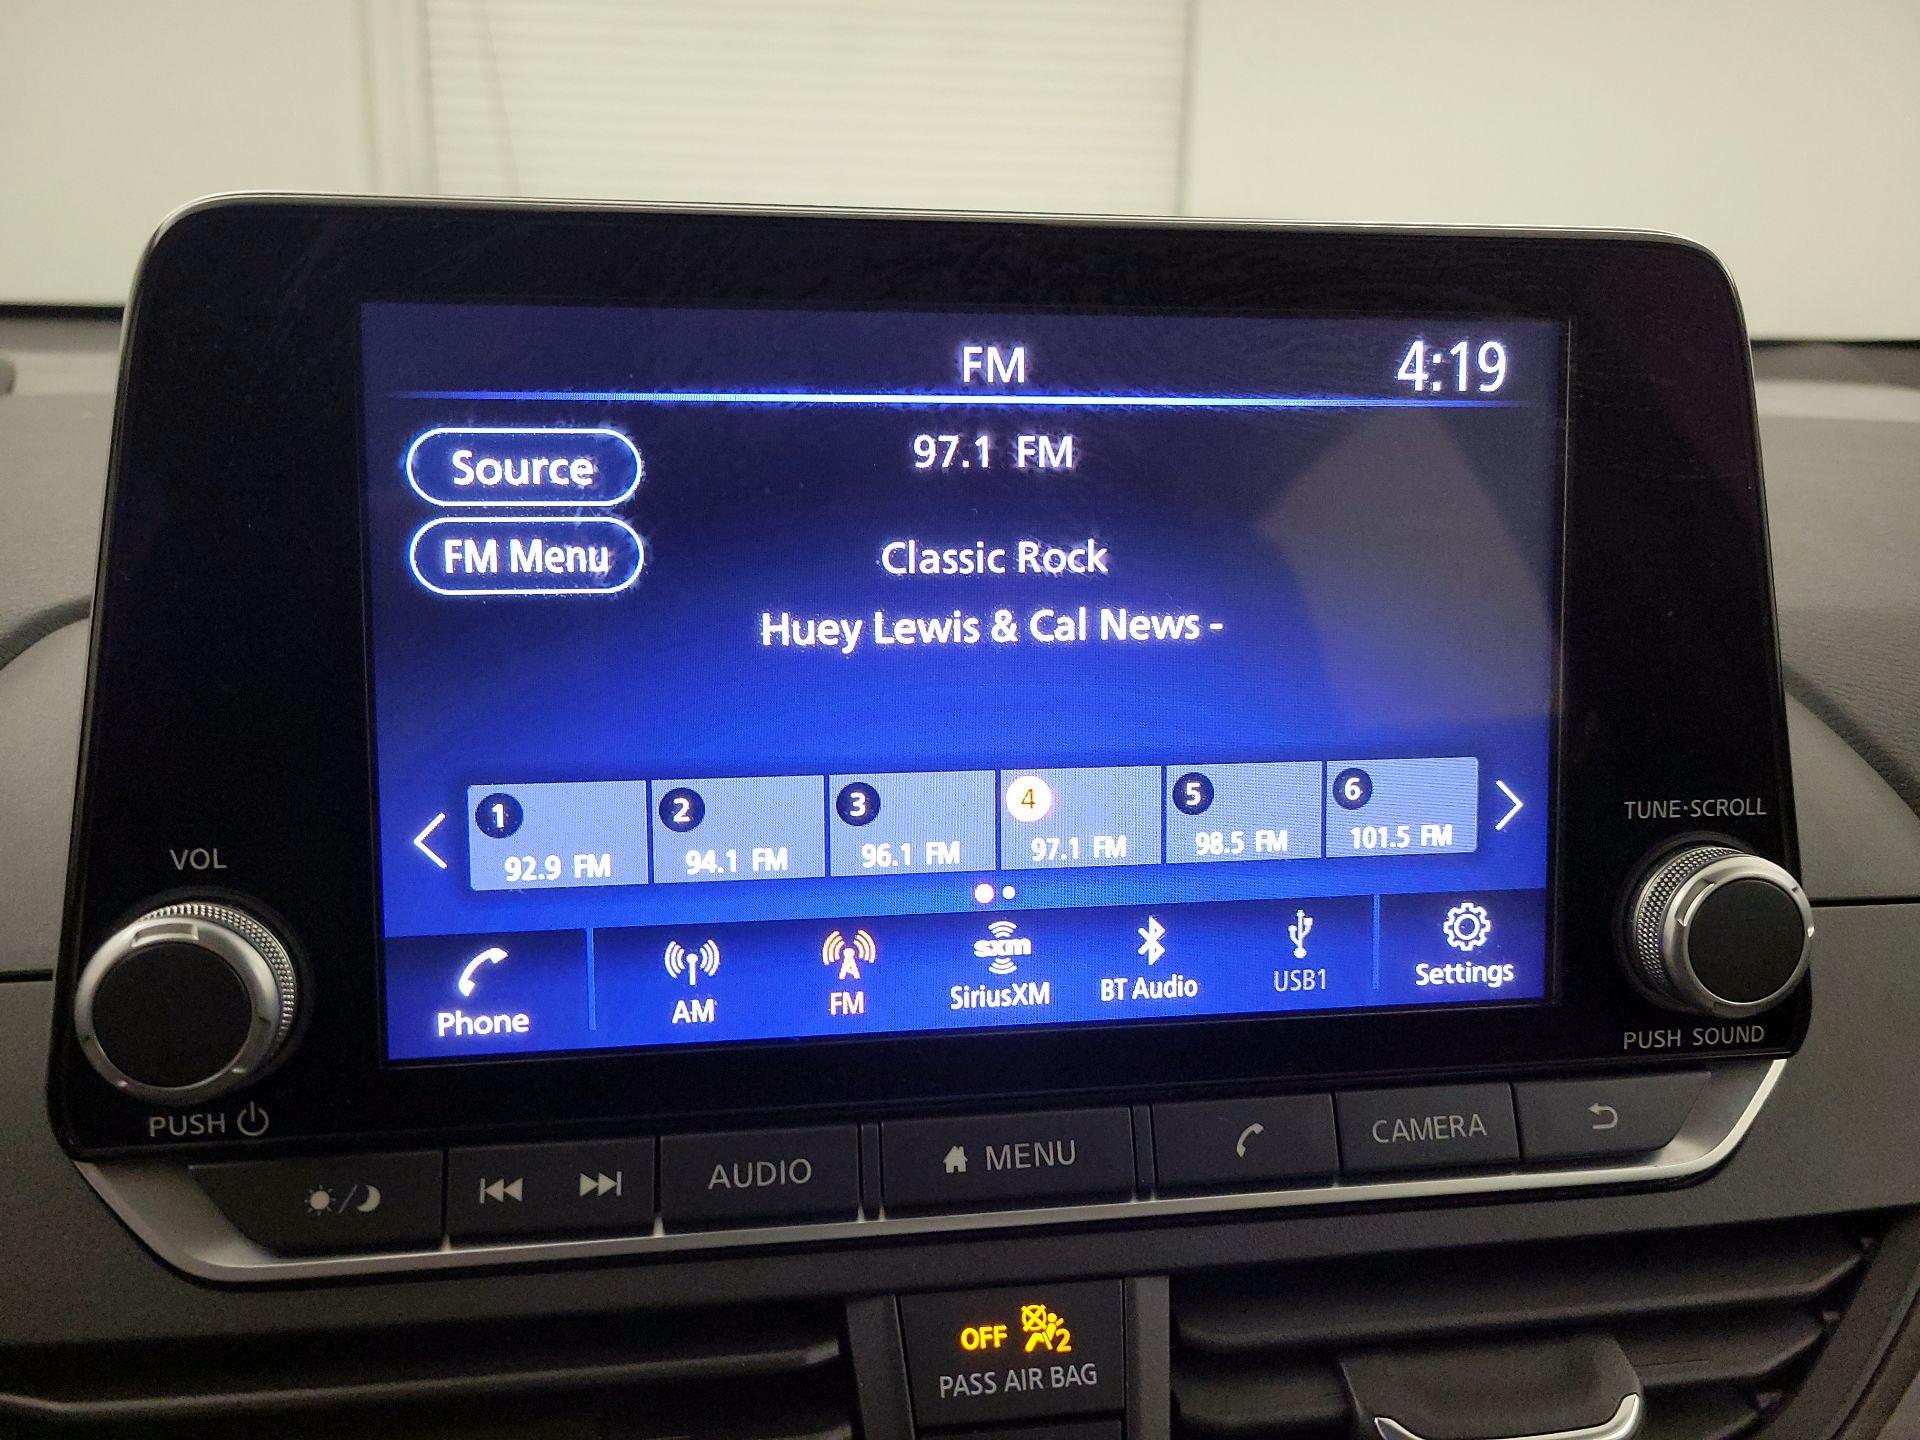 FM
4:19
Source
97.1 FM
FM Menu
Classic Rock
Huey Lewis & Cal News -
1 2 3 4 5 6
92.9 FM 94.1 FM 96.1 FM 97.1 FM 98.5 FM 101.5 FM
VOL
TUNE·SCROLL
sxm
Phone AM FM SiriusXM BT Audio USB1 Settings
PUSH
PUSH SOUND
AUDIO
MENU
CAMERA
OFF 2
PASS AIR BAG